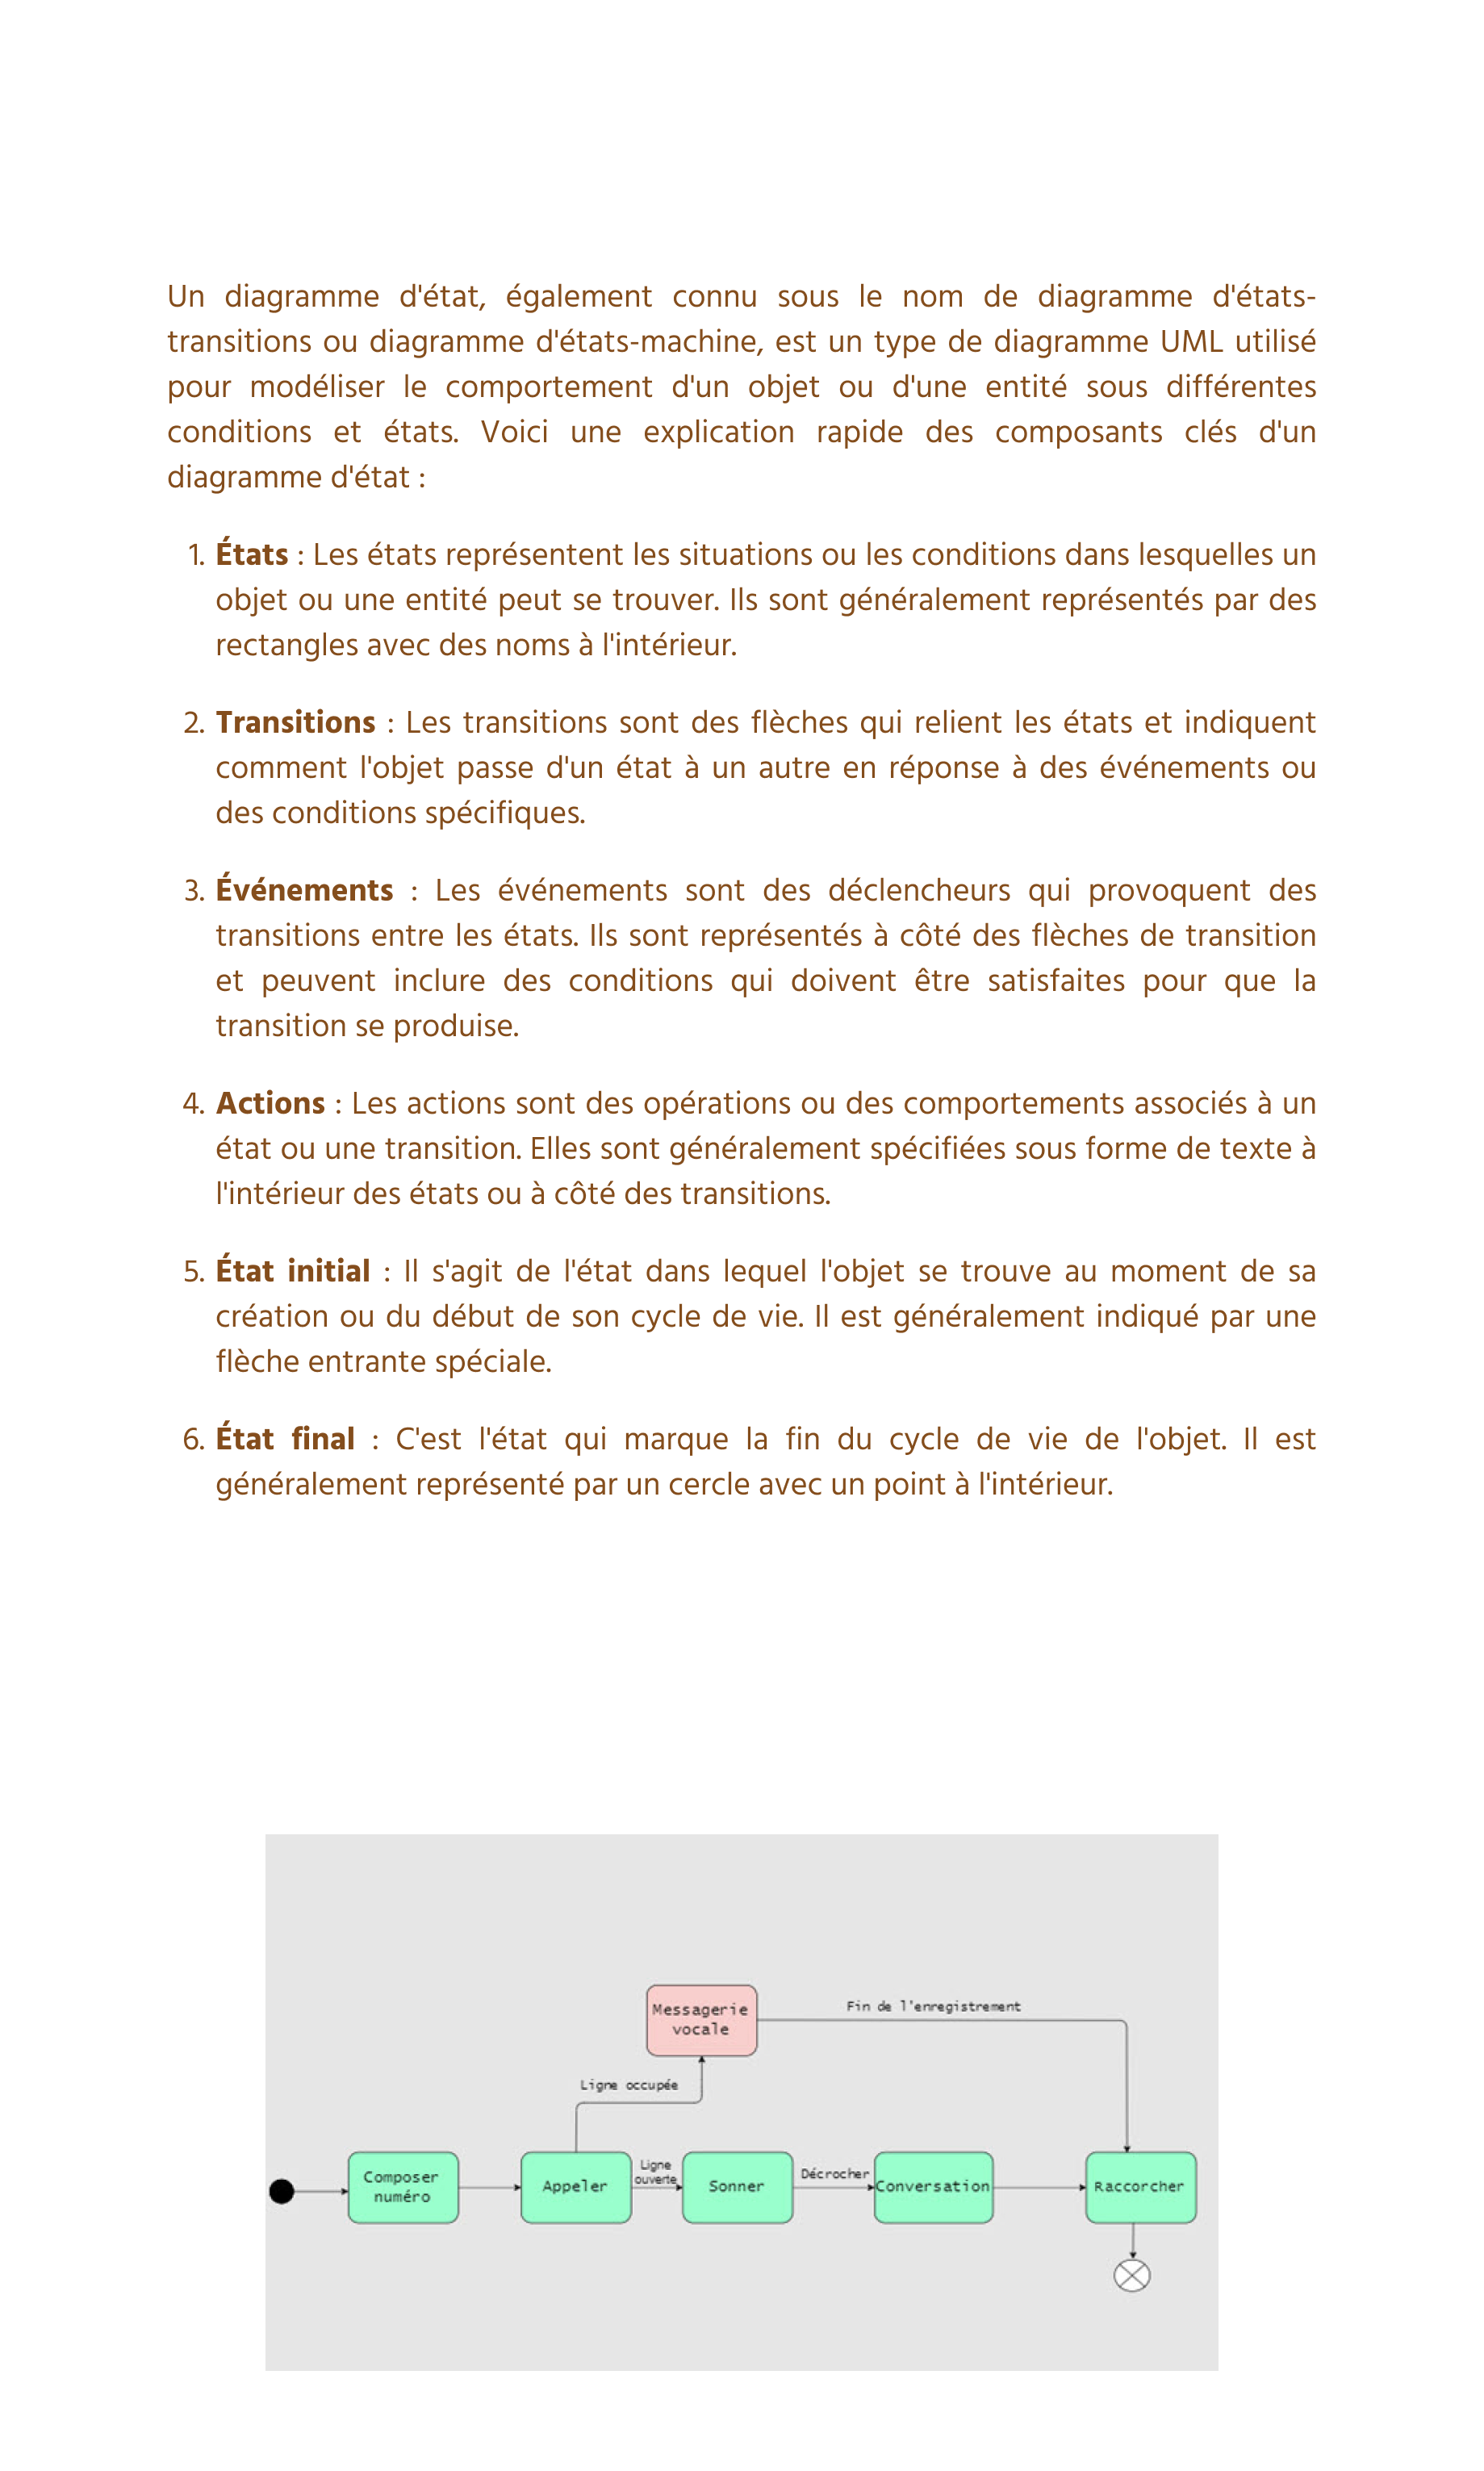 Un diagramme d'état, également connu sous le nom de diagramme d'états-
transitions ou diagramme d'états-machine, est un type de diagramme UML utilisé
pour modéliser le comportement d'un objet ou d'une entité sous différentes
conditions et états. Voici une explication rapide des composants clés d'un
diagramme d'état :
1. États : Les états représentent les situations ou les conditions dans lesquelles un
objet ou une entité peut se trouver. Ils sont généralement représentés par des
rectangles avec des noms à l'intérieur.
2. Transitions : Les transitions sont des flèches qui relient les états et indiquent
comment l'objet passe d'un état à un autre en réponse à des événements ou
des conditions spécifiques.
3. Événements : Les événements sont des déclencheurs qui provoquent des
transitions entre les états. Ils sont représentés à côté des flèches de transition
et peuvent inclure des conditions qui doivent être satisfaites pour que la
transition se produise.
4. Actions : Les actions sont des opérations ou des comportements associés à un
état ou une transition. Elles sont généralement spécifiées sous forme de texte à
l'intérieur des états ou à côté des transitions.
5. État initial : Il s'agit de l'état dans lequel l'objet se trouve au moment de sa
création ou du début de son cycle de vie. Il est généralement indiqué par une
flèche entrante spéciale.
6. État final : C'est l'état qui marque la fin du cycle de vie de l'objet. Il est
généralement représenté par un cercle avec un point à l'intérieur.
Messagerie
vocale
Fin de l'enregistrement
Ligne occupée
Composer
numéro
Appeler
Ligne
ouverte
Sonner
Décrocher
Conversation
Raccorcher